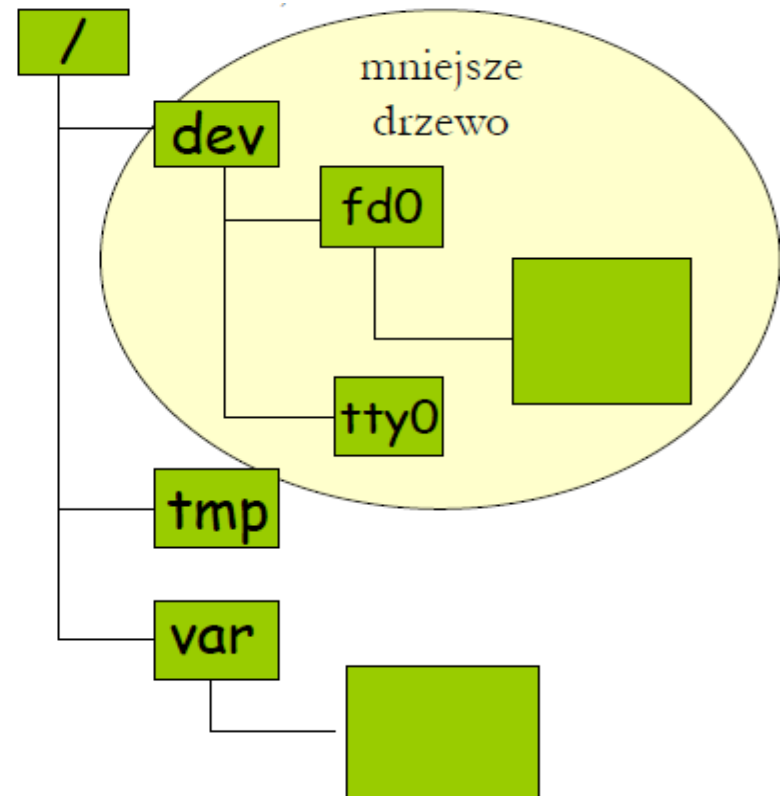 /
mniejsze
drzewo
dev
fd0
tty0
tmp
var